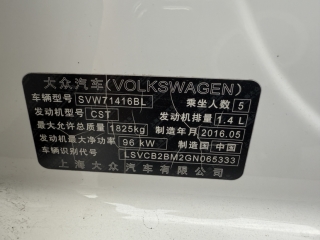 大众汽车(VOLKSWAGEN)
车辆型号 SVW71416BL 乘坐人数 5
发动机型号 CST 发动机排量 1.4 L
最大允许总质量 1825kg 制造年月 2016.05
发动机最大净功率 96 kW 制造国 中国
车辆识别代号 LSVCB2BM2GN065333
上海大众汽车有限公司